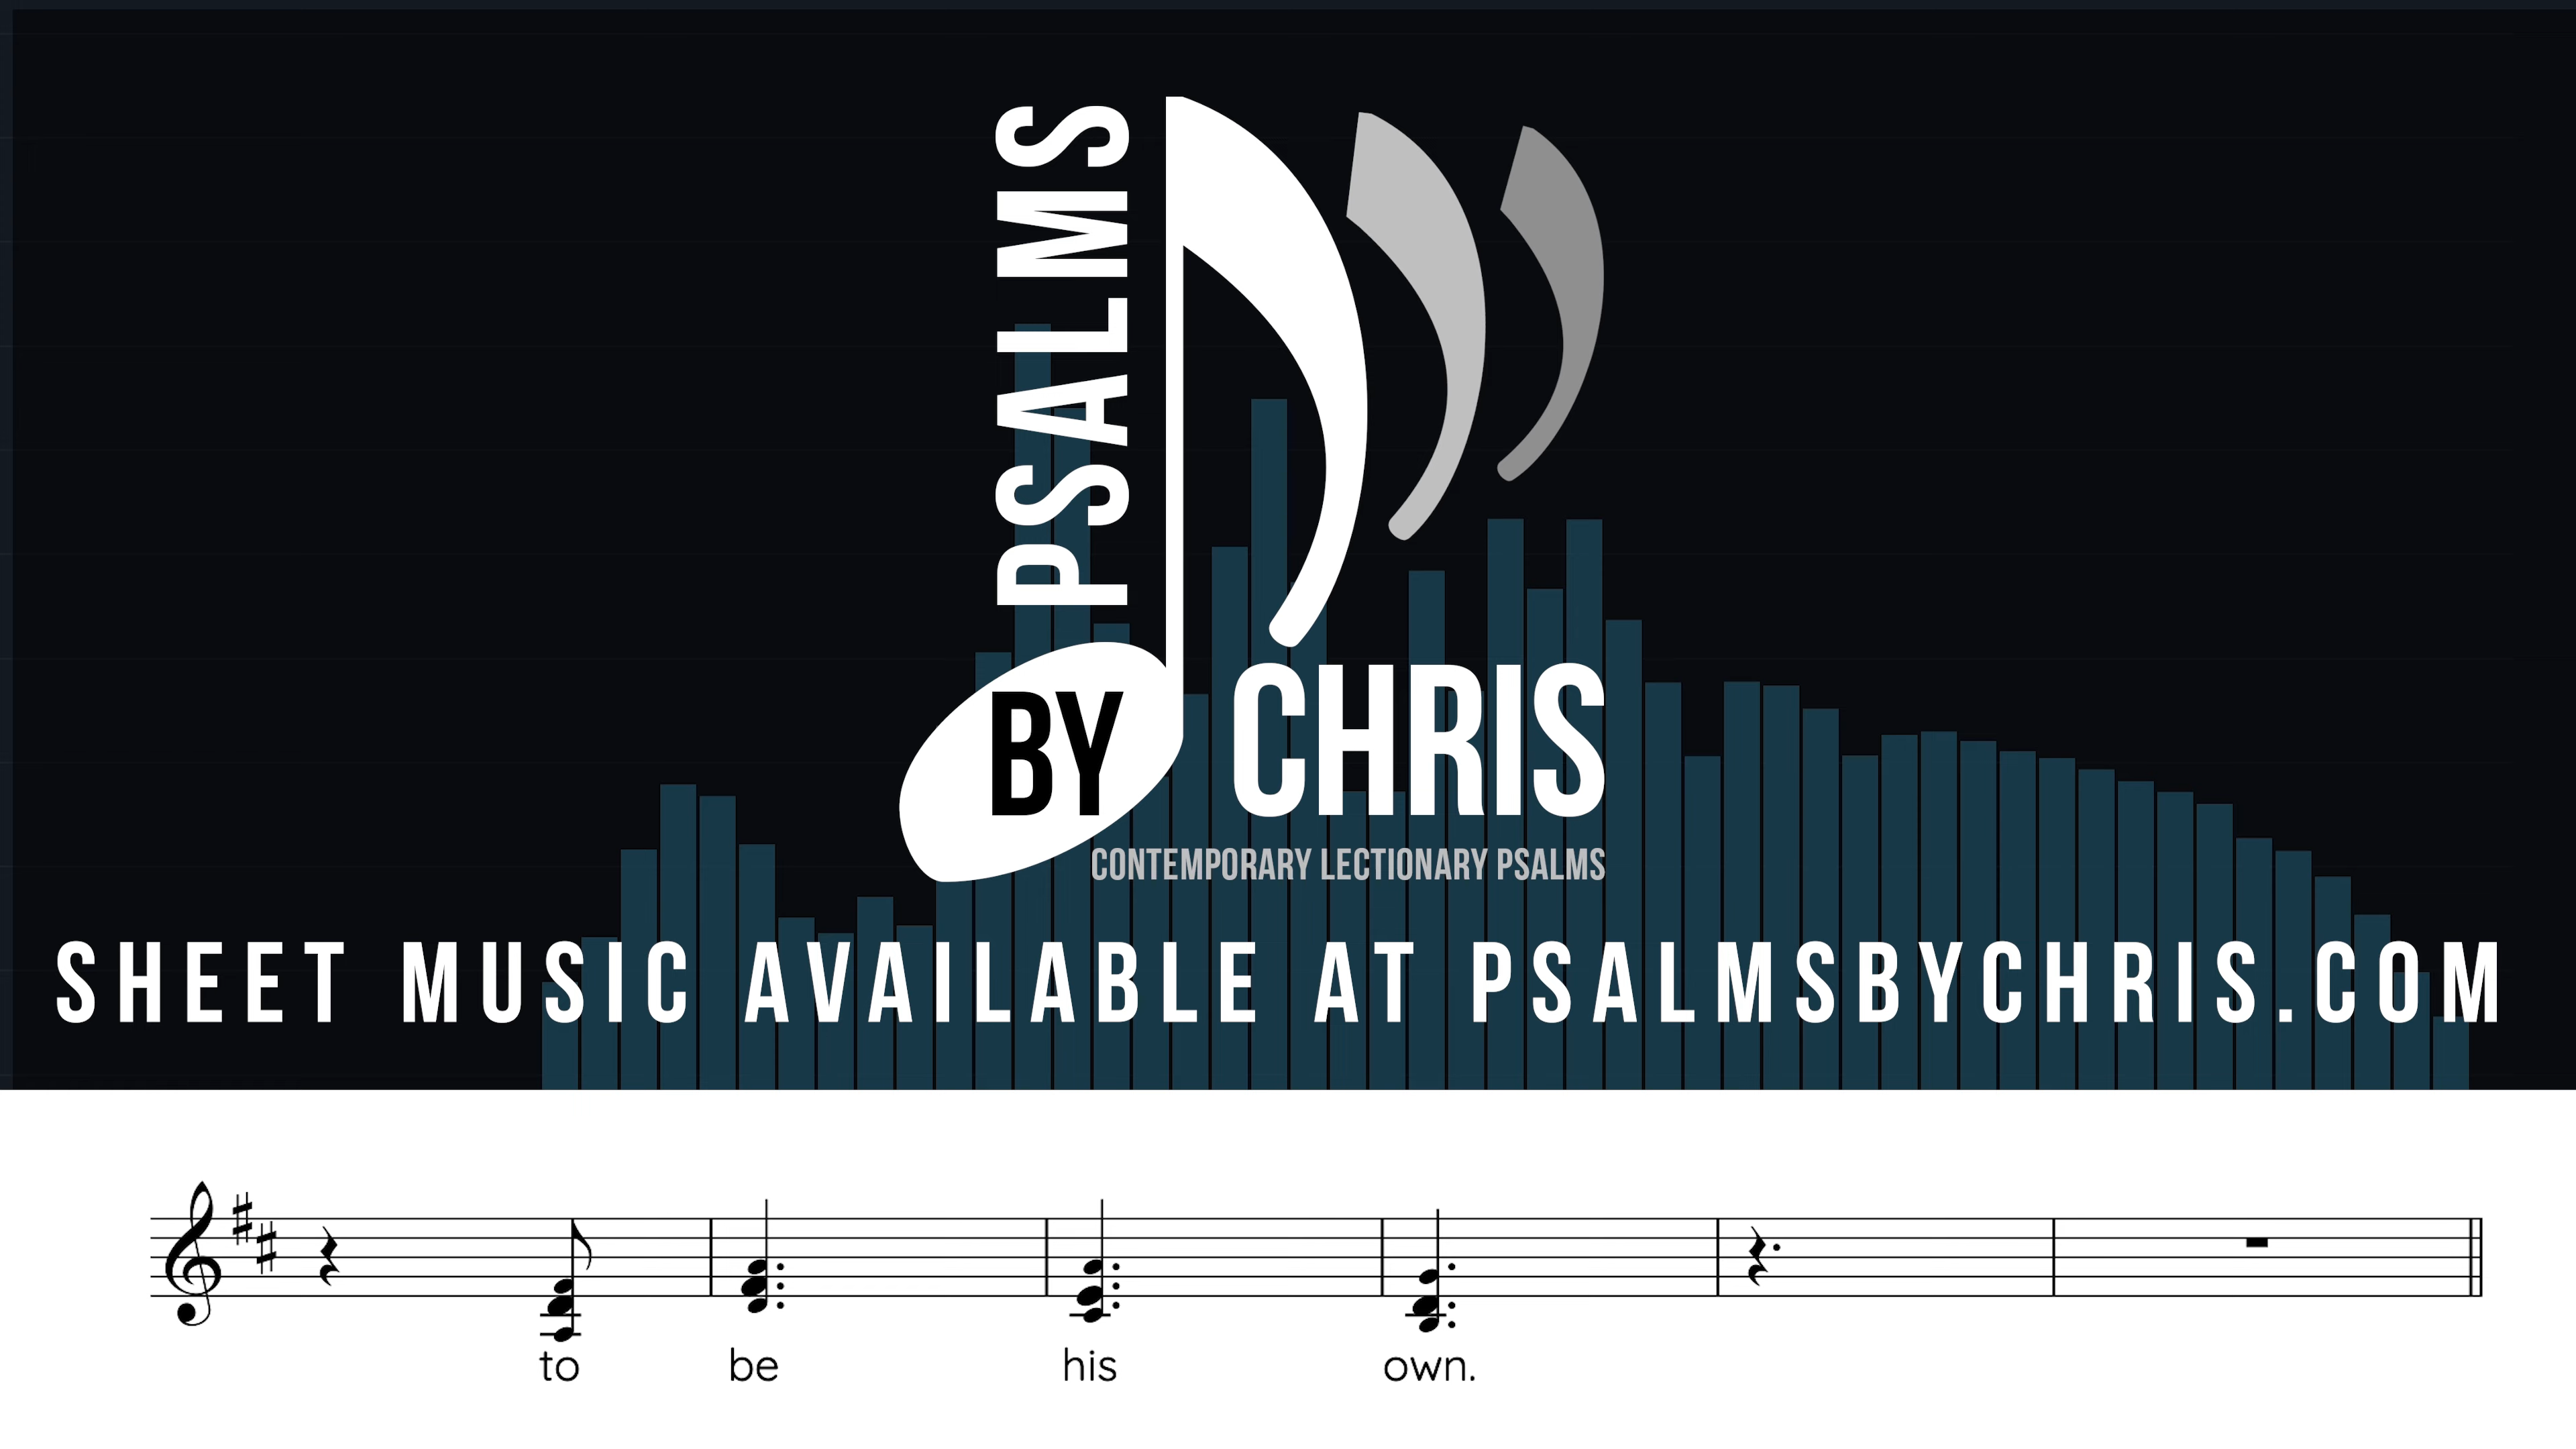 PSALMS
BY CHRIS
CONTEMPORARY LECTIONARY PSALMS
SHEET MUSIC AVAILABLE AT PSALMSBYCHRIS.COM
to be his own.